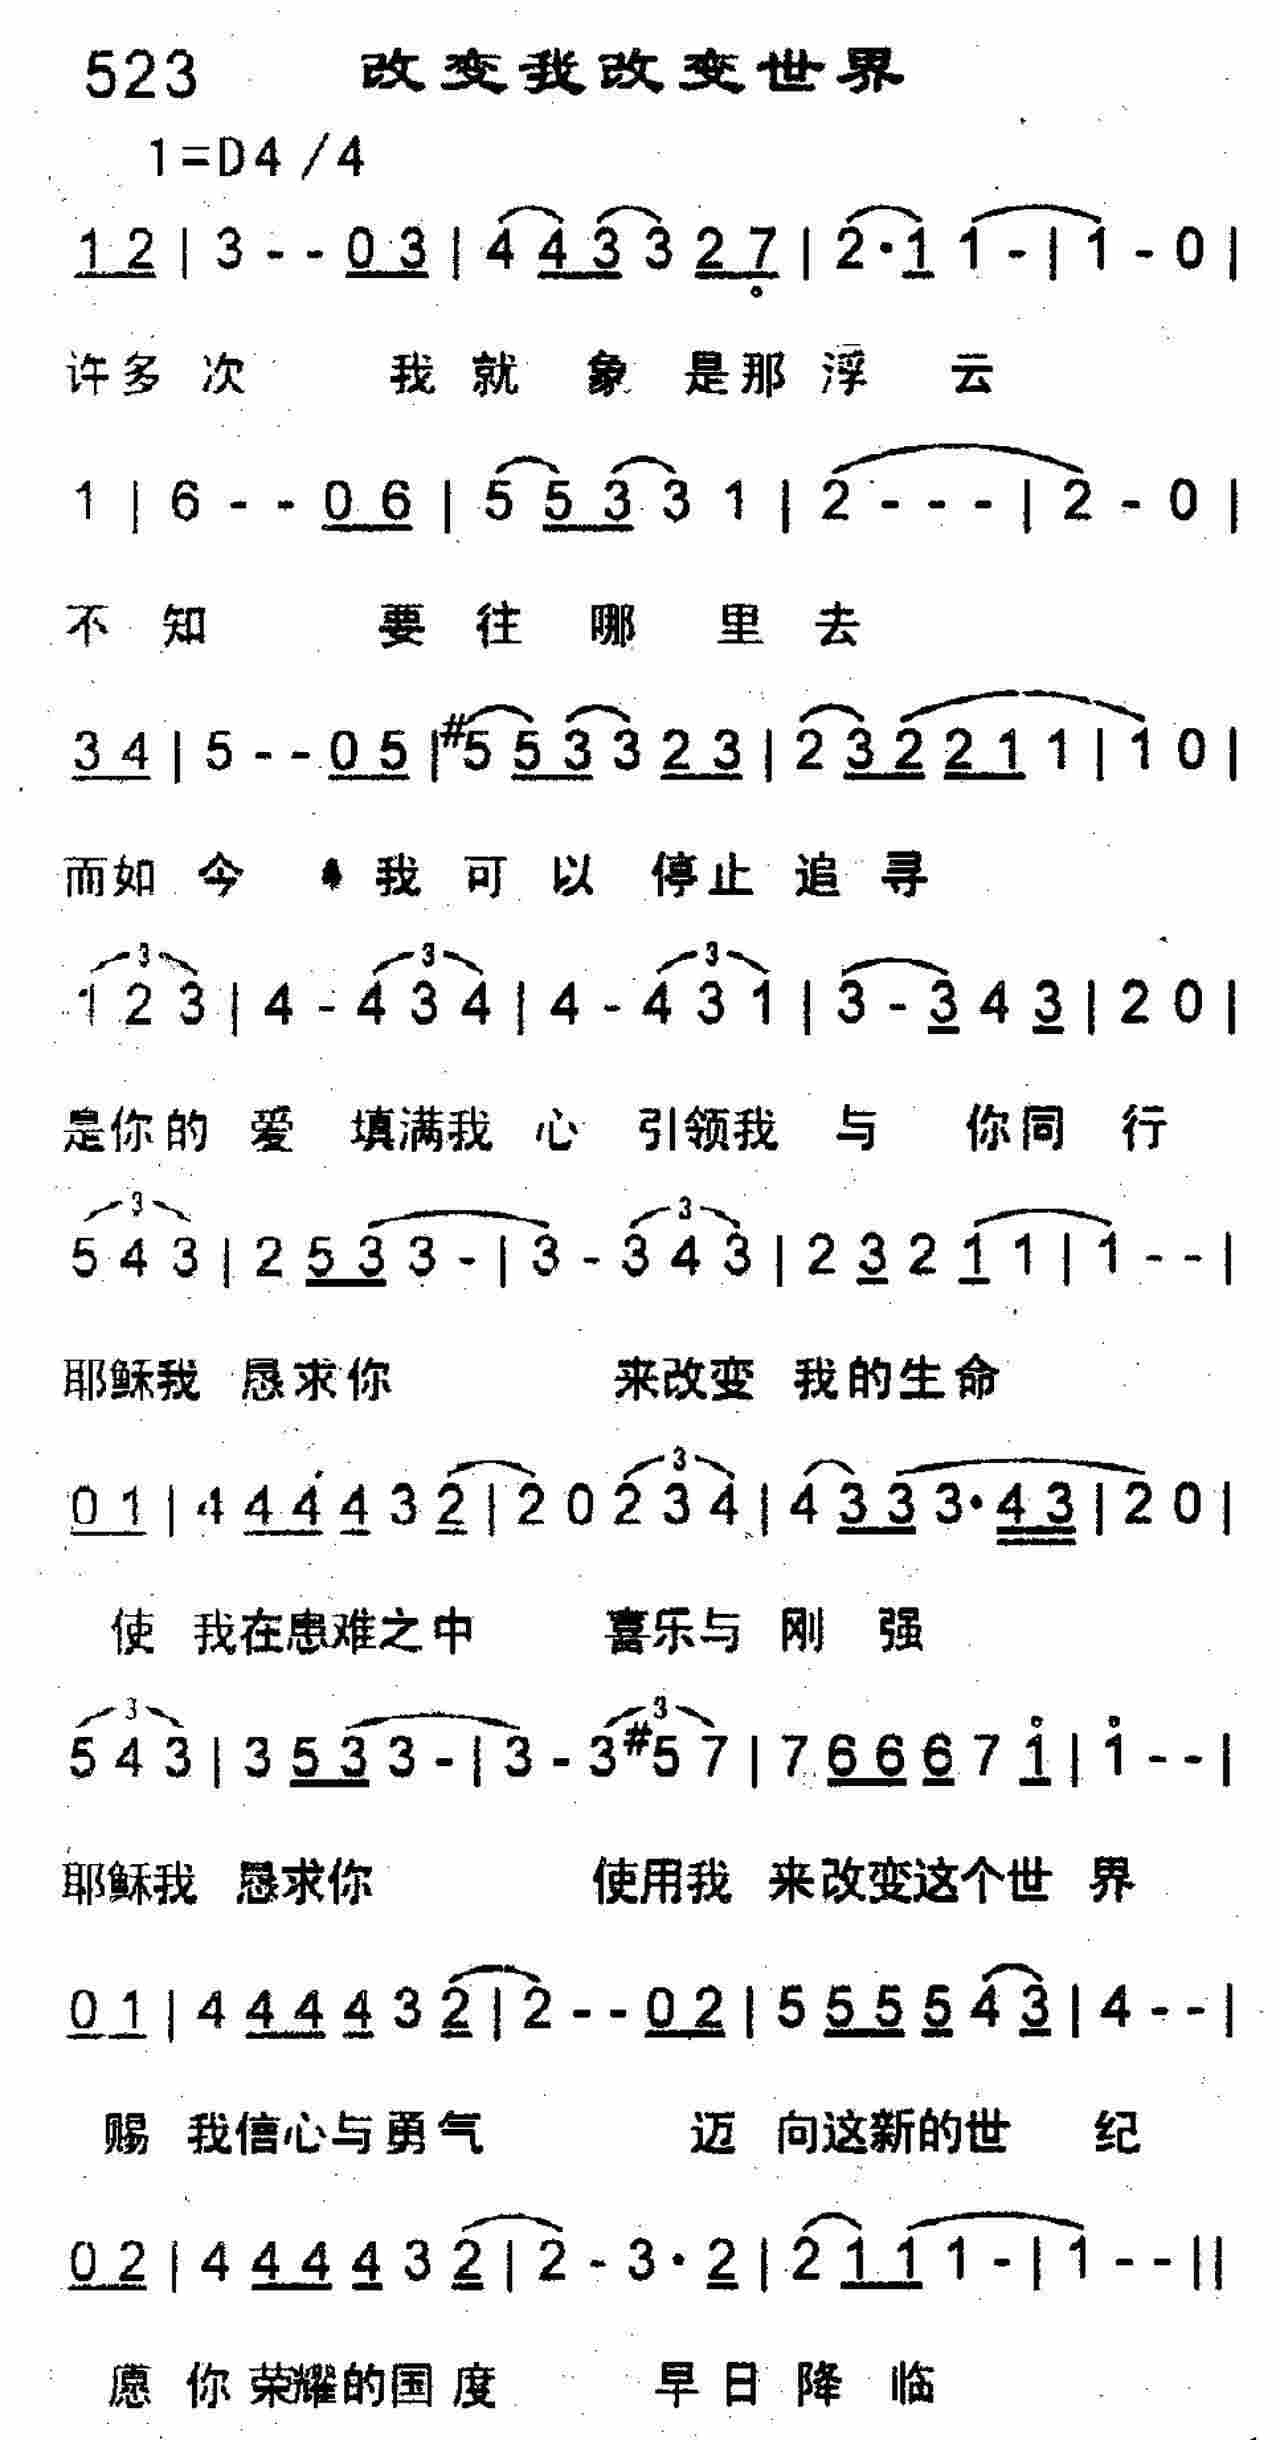 523 改变我改变世界
1=D4/4
1 2 | 3 - - 0 3 | 4 4 3 3 2 7 | 2 · 1 1 - | 1 - 0 |
许多次 我就象是那浮云
1 | 6 - - 0 6 | 5 5 3 3 1 | 2 - - - | 2 - 0 |
不知 要往哪里去
3 4 | 5 - - 0 5 | #5 5 3 3 2 3 | 2 3 2 2 1 1 | 1 0 |
而如今 我可以停止追寻
3 3 3
1 2 3 | 4 - 4 3 4 | 4 - 4 3 1 | 3 - 3 4 3 | 2 0 |
是你的爱 填满我心 引领我与你同行
3 3
5 4 3 | 2 5 3 3 - | 3 - 3 4 3 | 2 3 2 1 1 | 1 - - |
耶稣我恳求你 来改变我的生命
3
0 1 | 4 4 4 4 3 2 | 2 0 2 3 4 | 4 3 3 3 · 4 3 | 2 0 |
使我在患难之中 喜乐与刚强
3 3
5 4 3 | 3 5 3 3 - | 3 - 3 #5 7 | 7 6 6 6 7 1 | 1 - - |
耶稣我恳求你 使用我来改变这个世界
0 1 | 4 4 4 4 3 2 | 2 - - 0 2 | 5 5 5 5 4 3 | 4 - - |
赐我信心与勇气 迈向这新的世纪
0 2 | 4 4 4 4 3 2 | 2 - 3 · 2 | 2 1 1 1 - | 1 - - ||
愿你荣耀的国度 早日降临